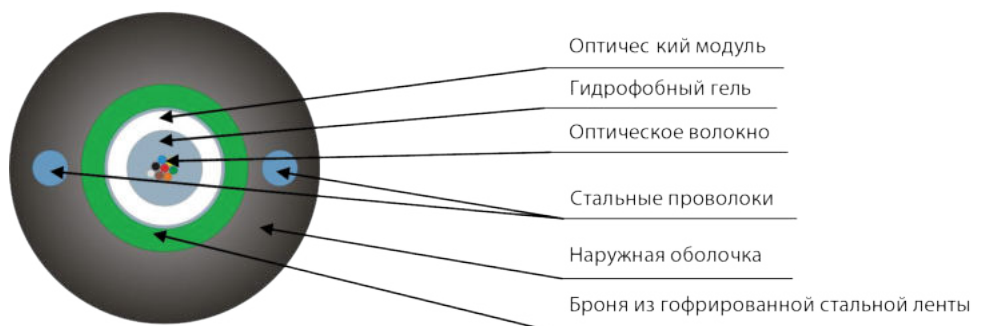 Оптичес кий модуль
Гидрофобный гель
Оптическое волокно
Стальные проволоки
Наружная оболочка
Броня из гофрированной стальной ленты